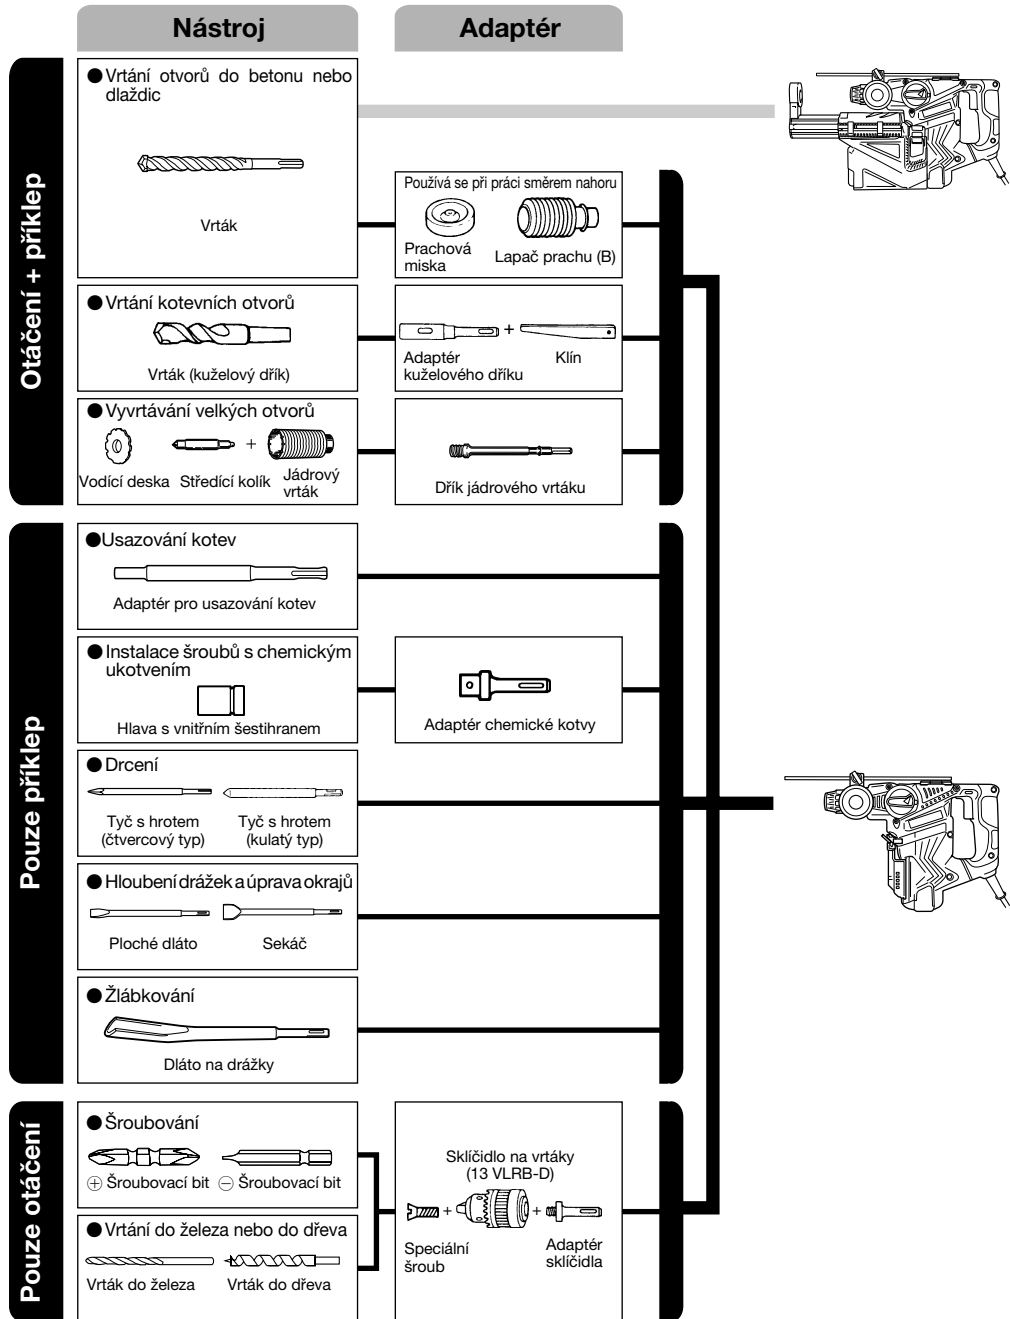 Nástroj
Adaptér
Otáčení + příklep
● Vrtání otvorů do betonu nebo
dlaždic
Vrták
Používá se při práci směrem nahoru
Prachová
miska
Lapač prachu (B)
● Vrtání kotevních otvorů
Vrták (kuželový dřík)
+
Adaptér
kuželového dříku
Klín
● Vyvrtávání velkých otvorů
+
Vodící deska
Středící kolík
Jádrový
vrták
Dřík jádrového vrtáku
Pouze příklep
● Usazování kotev
Adaptér pro usazování kotev
● Instalace šroubů s chemickým
ukotvením
Hlava s vnitřním šestihranem
Adaptér chemické kotvy
● Drcení
Tyč s hrotem
(čtvercový typ)
Tyč s hrotem
(kulatý typ)
● Hloubení drážek a úprava okrajů
Ploché dláto
Sekáč
● Žlábkování
Dláto na drážky
Pouze otáčení
● Šroubování
⊕ Šroubovací bit
⊖ Šroubovací bit
● Vrtání do železa nebo do dřeva
Vrták do železa
Vrták do dřeva
Sklíčidlo na vrtáky
(13 VLRB-D)
+
+
Speciální
šroub
Adaptér
sklíčidla